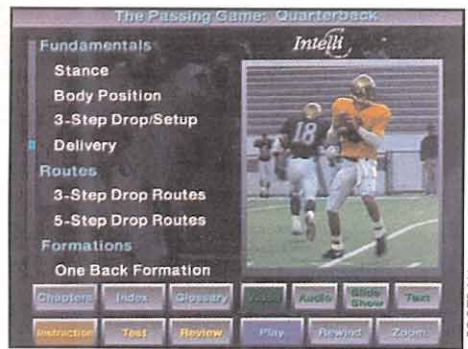 The Passing Game: Quarterback
Fundamentals
Stance
Body Position
3-Step Drop/Setup
Delivery
Routes
3-Step Drop Routes
5-Step Drop Routes
Formations
One Back Formation
Intelli
18
Chapters Index Glossary Video Audio Slide Show Text
Instruction Test Review Play Rewind Zoom